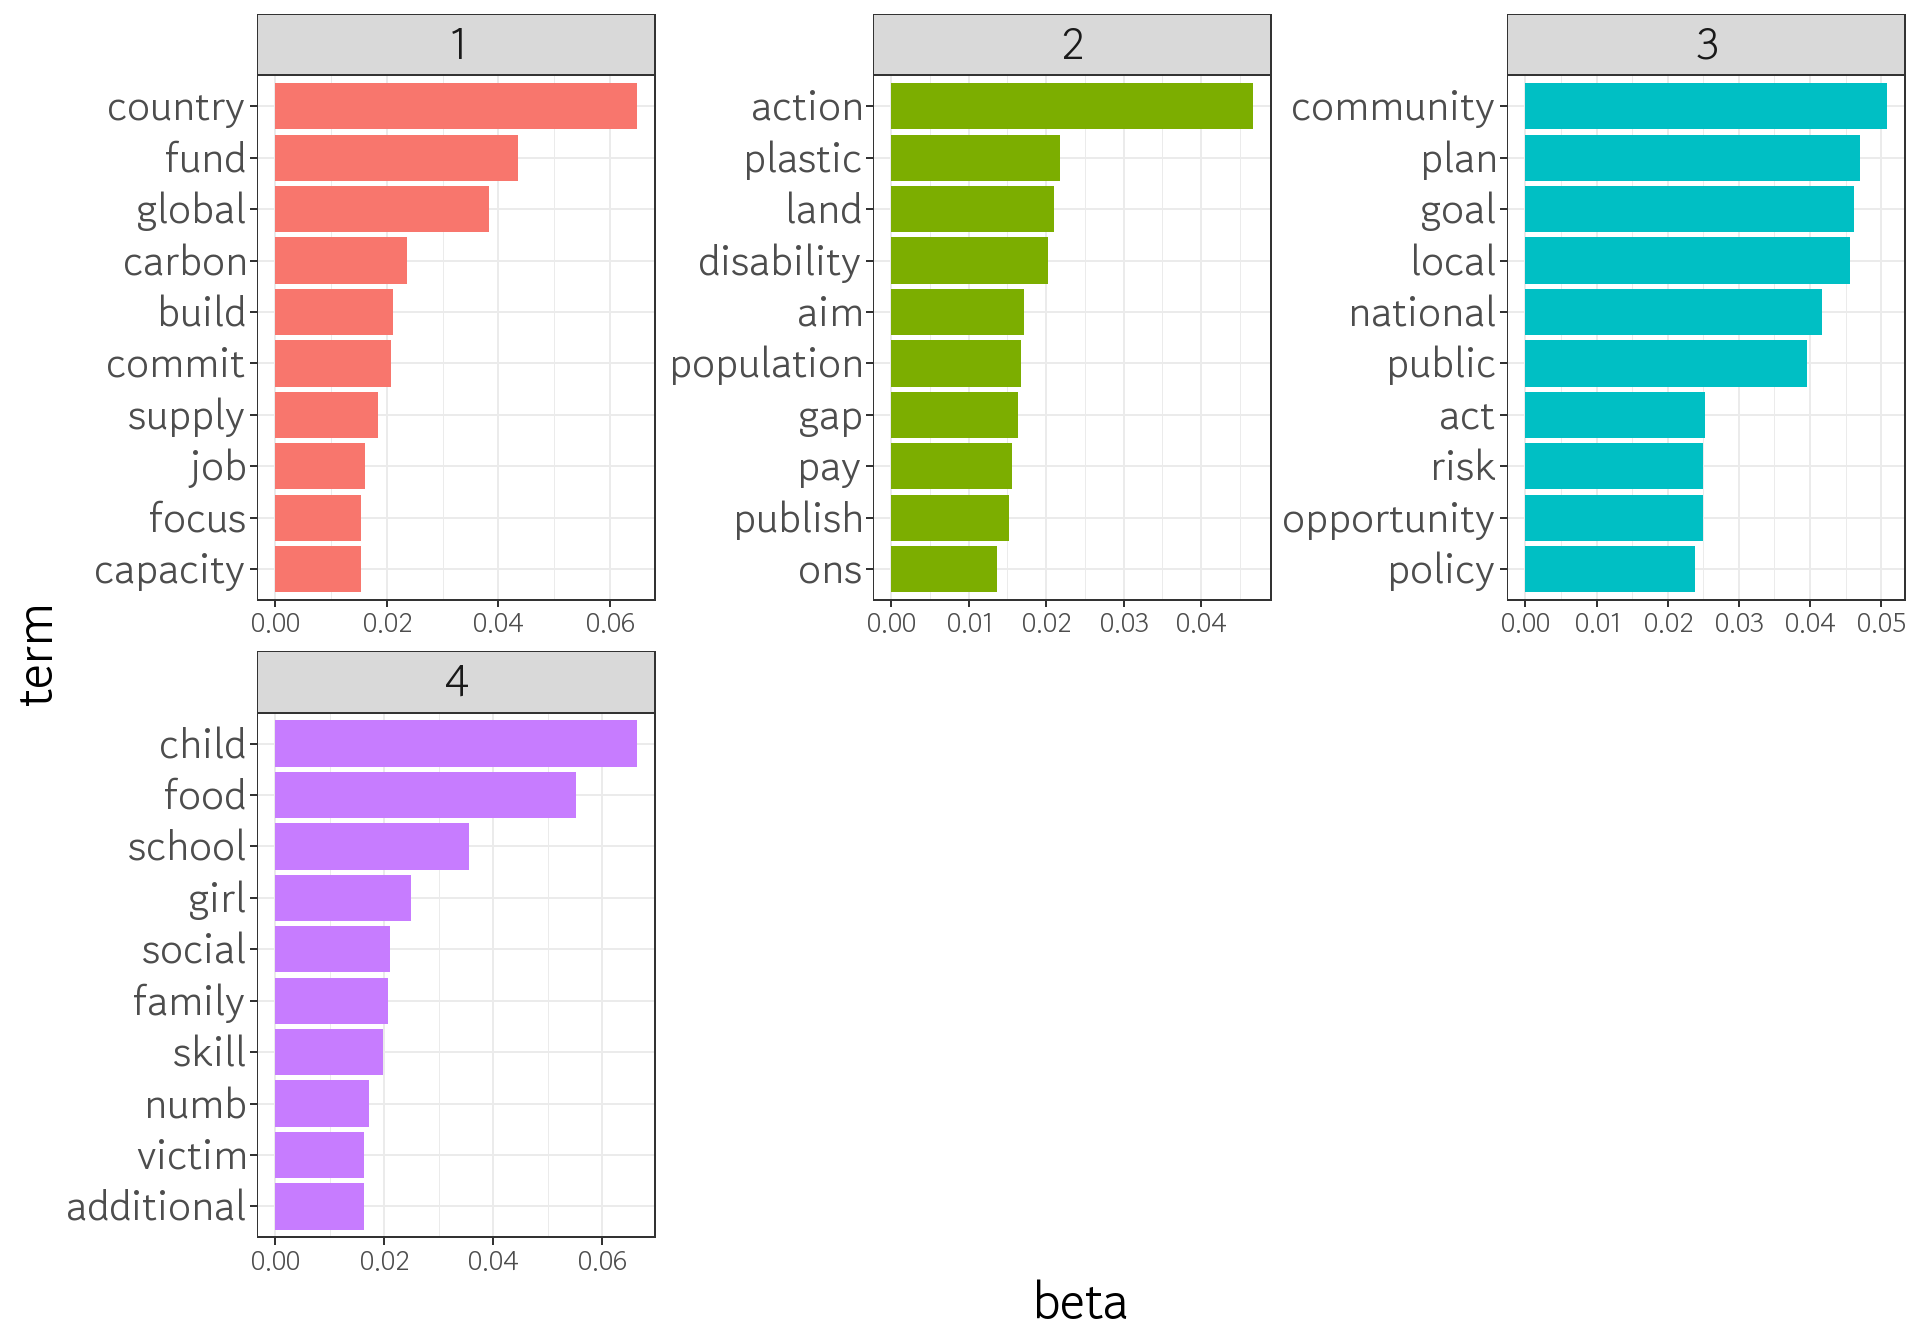 1
country
fund
global
carbon
build
commit
supply
job
focus
capacity
0.00 0.02 0.04 0.06
2
action
plastic
land
disability
aim
population
gap
pay
publish
ons
0.00 0.01 0.02 0.03 0.04
3
community
plan
goal
local
national
public
act
risk
opportunity
policy
0.00 0.01 0.02 0.03 0.04 0.05
4
child
food
school
girl
social
family
skill
numb
victim
additional
0.00 0.02 0.04 0.06
term
beta